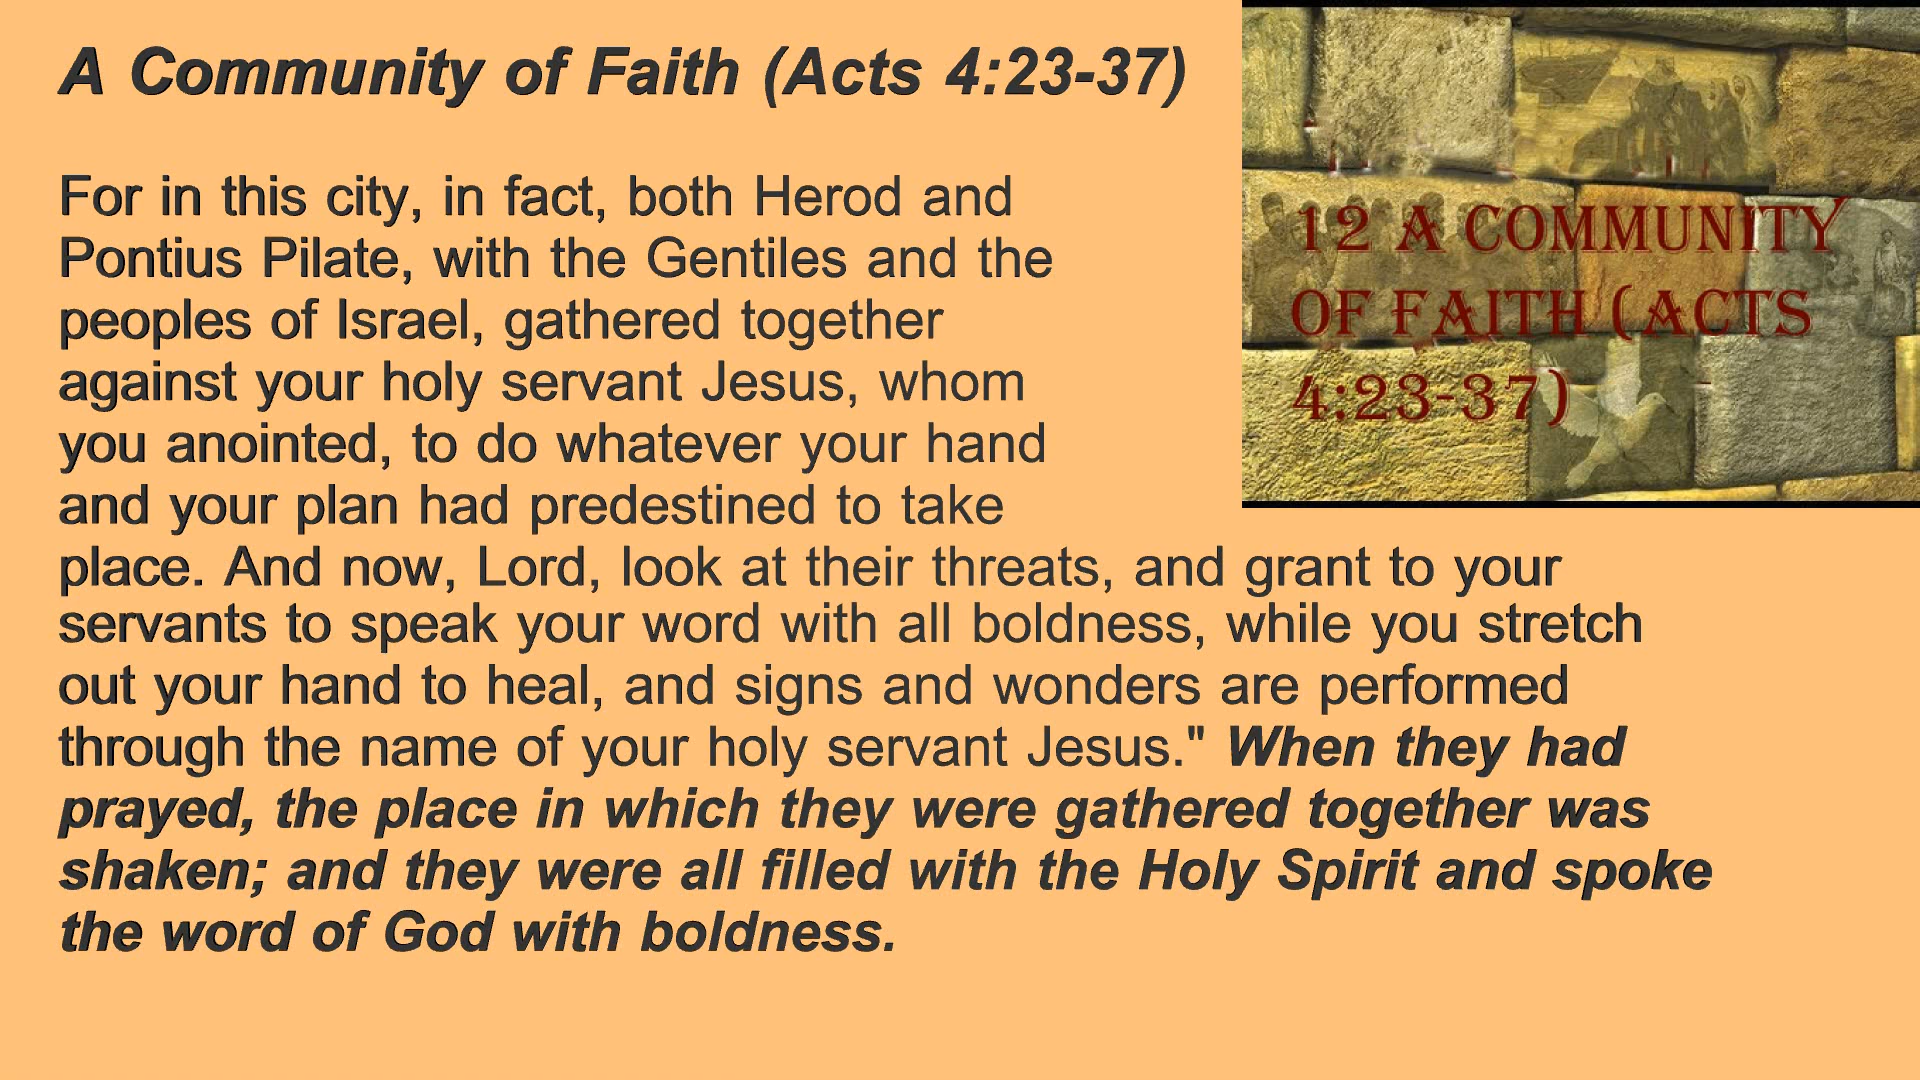 A Community of Faith (Acts 4:23-37)
For in this city, in fact, both Herod and
Pontius Pilate, with the Gentiles and the
peoples of Israel, gathered together
against your holy servant Jesus, whom
you anointed, to do whatever your hand
and your plan had predestined to take
place. And now, Lord, look at their threats, and grant to your
servants to speak your word with all boldness, while you stretch
out your hand to heal, and signs and wonders are performed
through the name of your holy servant Jesus." When they had
prayed, the place in which they were gathered together was
shaken; and they were all filled with the Holy Spirit and spoke
the word of God with boldness.
12 A COMMUNITY
OF FAITH (ACTS
4:23-37)